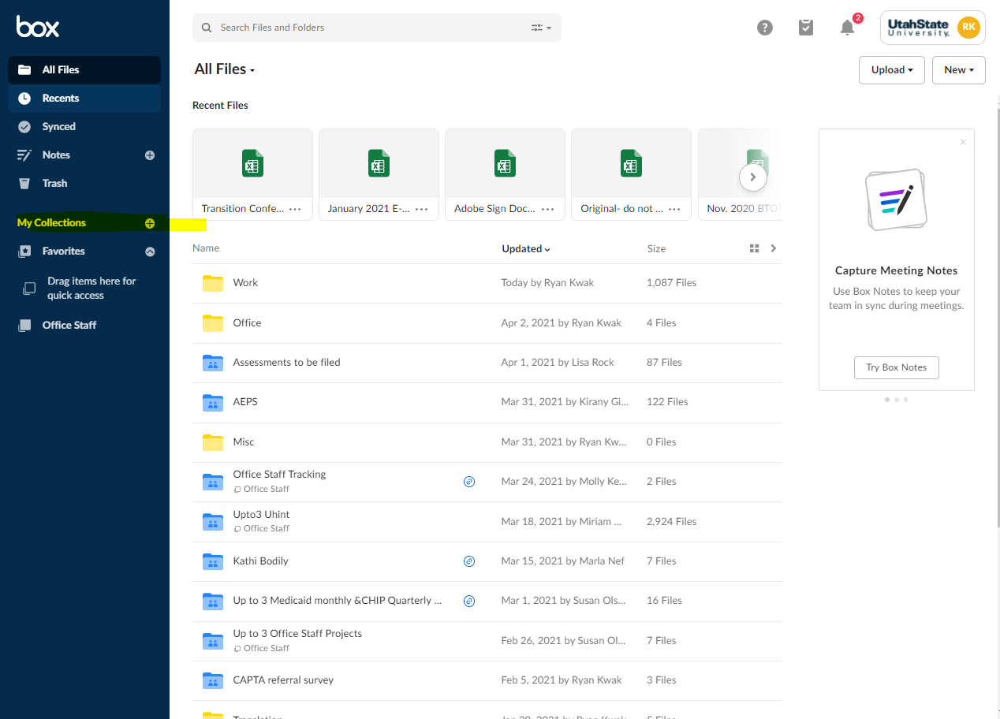 box
Search Files and Folders
2
UtahState
University.
RK
All Files
Recents
Synced
Notes
Trash
My Collections
Favorites
Drag items here for
quick access
Office Staff
All Files
Upload
New
Recent Files
Transition Confe...
January 2021 E-...
Adobe Sign Doc...
Original- do not ...
Nov. 2020 BTO
Name Updated Size
Work Today by Ryan Kwak 1,087 Files
Office Apr 2, 2021 by Ryan Kwak 4 Files
Assessments to be filed Apr 1, 2021 by Lisa Rock 87 Files
AEPS Mar 31, 2021 by Kirany Gi... 122 Files
Misc Mar 31, 2021 by Ryan Kw... 0 Files
Office Staff Tracking Mar 24, 2021 by Molly Ke... 2 Files
Office Staff
Upto3 Uhint Mar 18, 2021 by Miriam ... 2,924 Files
Office Staff
Kathi Bodily Mar 15, 2021 by Marla Nef 7 Files
Up to 3 Medicaid monthly &CHIP Quarterly ... Mar 1, 2021 by Susan Ols... 16 Files
Up to 3 Office Staff Projects Feb 26, 2021 by Susan Ol... 7 Files
Office Staff
CAPTA referral survey Feb 5, 2021 by Ryan Kwak 3 Files
Capture Meeting Notes
Use Box Notes to keep your
team in sync during meetings.
Try Box Notes